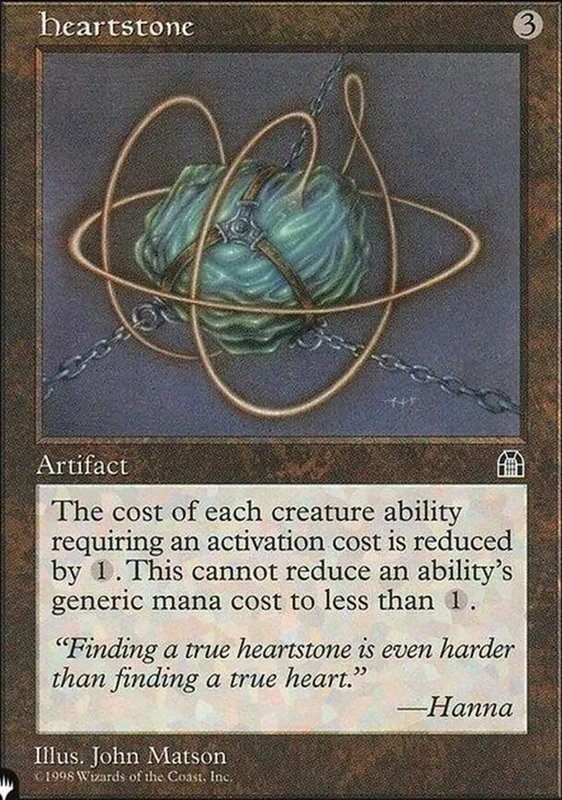 Heartstone 3
Artifact
The cost of each creature ability
requiring an activation cost is reduced
by 1. This cannot reduce an ability's
generic mana cost to less than 1.
"Finding a true heartstone is even harder
than finding a true heart."
—Hanna
Illus. John Matson
©1998 Wizards of the Coast, Inc.